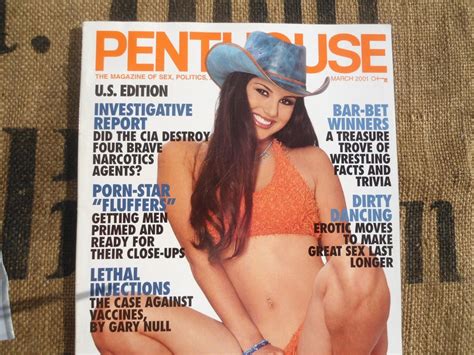 PENTHOUSE
THE MAGAZINE OF SEX, POLITICS,
MARCH 2001
U.S. EDITION
INVESTIGATIVE
REPORT
DID THE CIA DESTROY
FOUR BRAVE
NARCOTICS
AGENTS?
PORN-STAR
"FLUFFERS"
GETTING MEN
PRIMED AND
READY FOR
THEIR CLOSE-UPS
LETHAL
INJECTIONS
THE CASE AGAINST
VACCINES,
BY GARY NULL
BAR-BET
WINNERS
A TREASURE
TROVE OF
WRESTLING
FACTS AND
TRIVIA
DIRTY
DANCING
EROTIC MOVES
TO MAKE
GREAT SEX LAST
LONGER